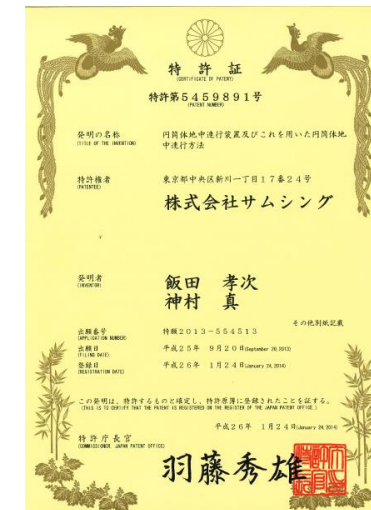 特許証
(CERTIFICATE OF PATENT)
特許第5459891号
(PATENT NUMBER)
発明の名称
(TITLE OF THE INVENTION)
円筒体地中進行装置及びこれを用いた円筒体地
中進行方法
特許権者
(PATENTEE)
東京都中央区新川一丁目17番24号
株式会社サムシング
発明者
(INVENTOR)
飯田 孝次
神村 真
その他別紙記載
出願番号
(APPLICATION NUMBER)
特願2013-554513
出願日
(FILING DATE)
平成25年 9月20日(September 20,2013)
登録日
(REGISTRATION DATE)
平成26年 1月24日(January 24,2014)
この発明は、特許するものと確定し、特許原簿に登録されたことを証する。
(THIS IS TO CERTIFY THAT THE PATENT IS REGISTERED ON THE REGISTER OF THE JAPAN PATENT OFFICE.)
平成26年 1月24日(January 24,2014)
特許庁長官
(COMMISSIONER, JAPAN PATENT OFFICE)
羽藤秀雄